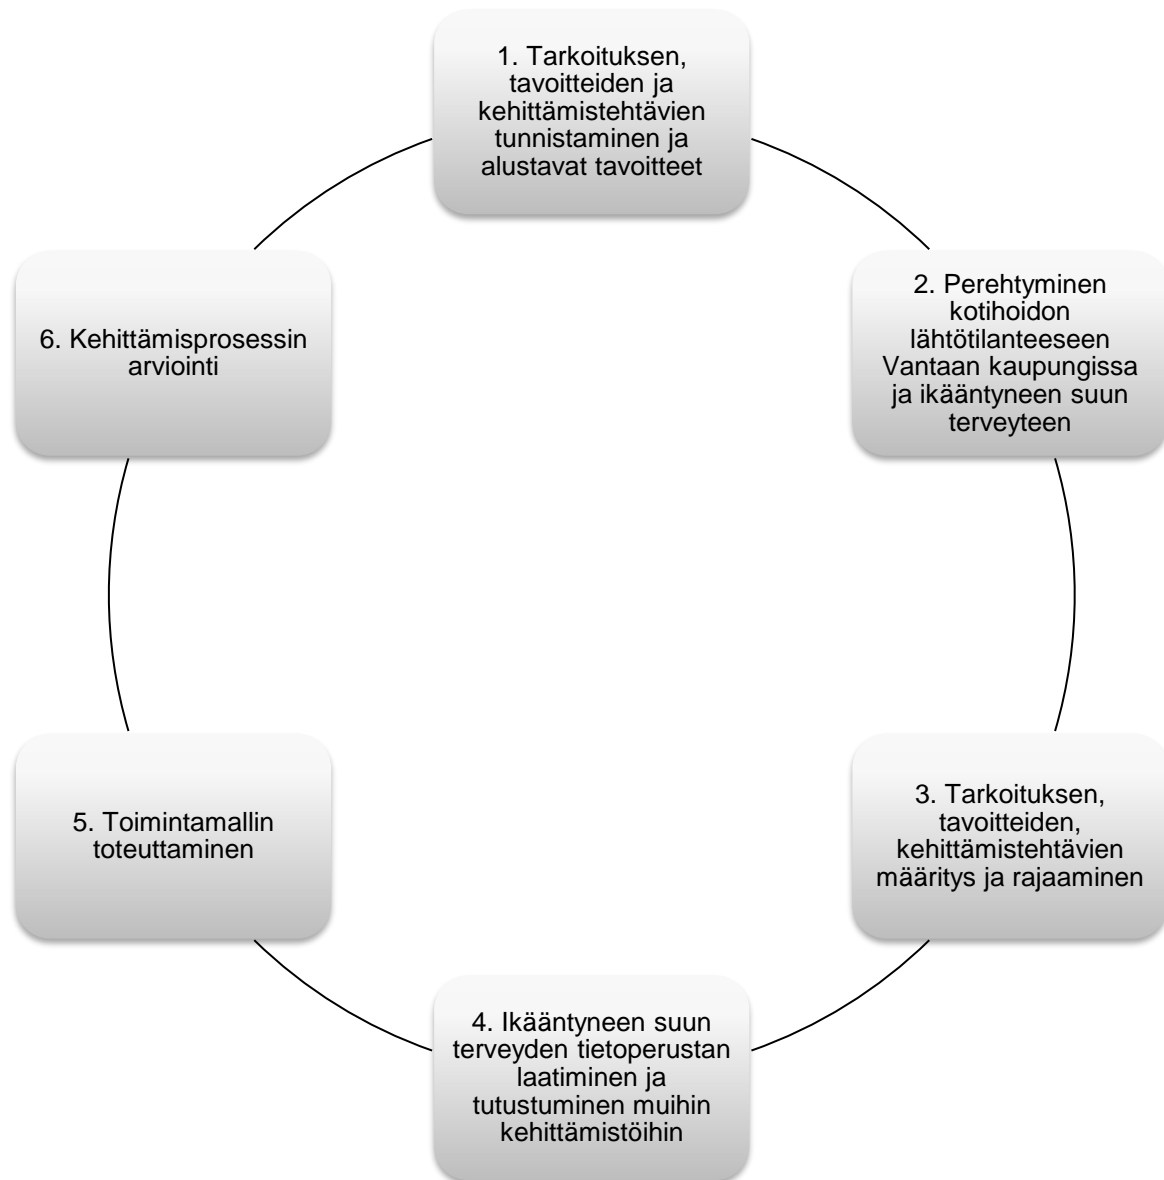 1. Tarkoituksen,
tavoitteiden ja
kehittämistehtävien
tunnistaminen ja
alustavat tavoitteet
2. Perehtyminen
kotihoidon
lähtötilanteeseen
Vantaan kaupungissa
ja ikääntyneen suun
terveyteen
3. Tarkoituksen,
tavoitteiden,
kehittämistehtävien
määritys ja rajaaminen
4. Ikääntyneen suun
terveyden tietoperustan
laatiminen ja
tutustuminen muihin
kehittämistöihin
5. Toimintamallin
toteuttaminen
6. Kehittämisprosessin
arviointi